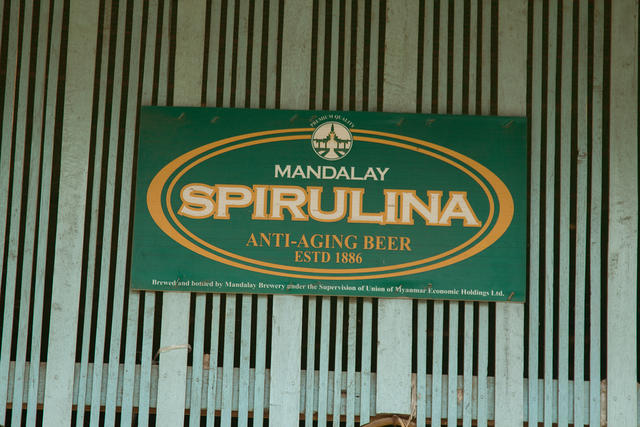 PREMIUM QUALITY
MANDALAY
SPIRULINA
ANTI-AGING BEER
ESTD 1886
Brewed and bottled by Mandalay Brewery under the Supervision of Union of Myanmar Economic Holdings Ltd.